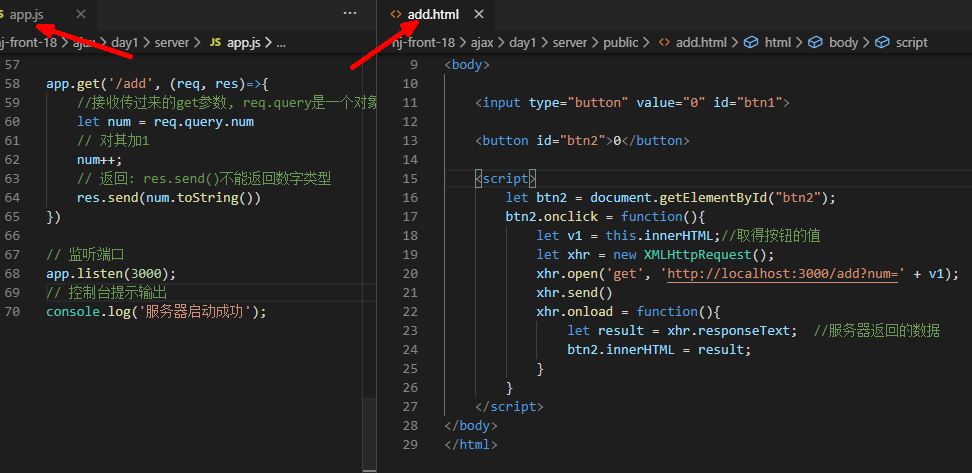 app.js
nj-front-18 > ajax > day1 > server > JS app.js > ...
57
58 app.get('/add', (req, res)=>{
59 //接收传过来的get参数, req.query是一个对象
60 let num = req.query.num
61 // 对其加1
62 num++;
63 // 返回: res.send()不能返回数字类型
64 res.send(num.toString())
65 })
66
67 // 监听端口
68 app.listen(3000);
69 // 控制台提示输出
70 console.log('服务器启动成功');
<> add.html
nj-front-18 > ajax > day1 > server > public > <> add.html > html > body > script
9 <body>
10
11 <input type="button" value="0" id="btn1">
12
13 <button id="btn2">0</button>
14
15 <script>
16 let btn2 = document.getElementById("btn2");
17 btn2.onclick = function(){
18 let v1 = this.innerHTML;//取得按钮的值
19 let xhr = new XMLHttpRequest();
20 xhr.open('get', 'http://localhost:3000/add?num=' + v1);
21 xhr.send()
22 xhr.onload = function(){
23 let result = xhr.responseText; //服务器返回的数据
24 btn2.innerHTML = result;
25 }
26 }
27 </script>
28 </body>
29 </html>